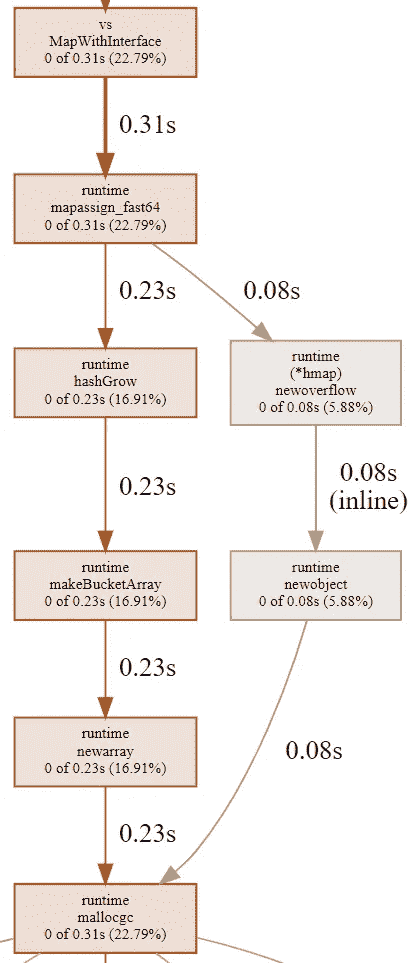 vs
MapWithInterface
0 of 0.31s (22.79%)
0.31s
runtime
mapassign_fast64
0 of 0.31s (22.79%)
0.23s
0.08s
runtime
hashGrow
0 of 0.23s (16.91%)
runtime
(*hmap)
newoverflow
0 of 0.08s (5.88%)
0.23s
0.08s
(inline)
runtime
makeBucketArray
0 of 0.23s (16.91%)
runtime
newobject
0 of 0.08s (5.88%)
0.23s
runtime
newarray
0 of 0.23s (16.91%)
0.08s
0.23s
runtime
mallocgc
0 of 0.31s (22.79%)